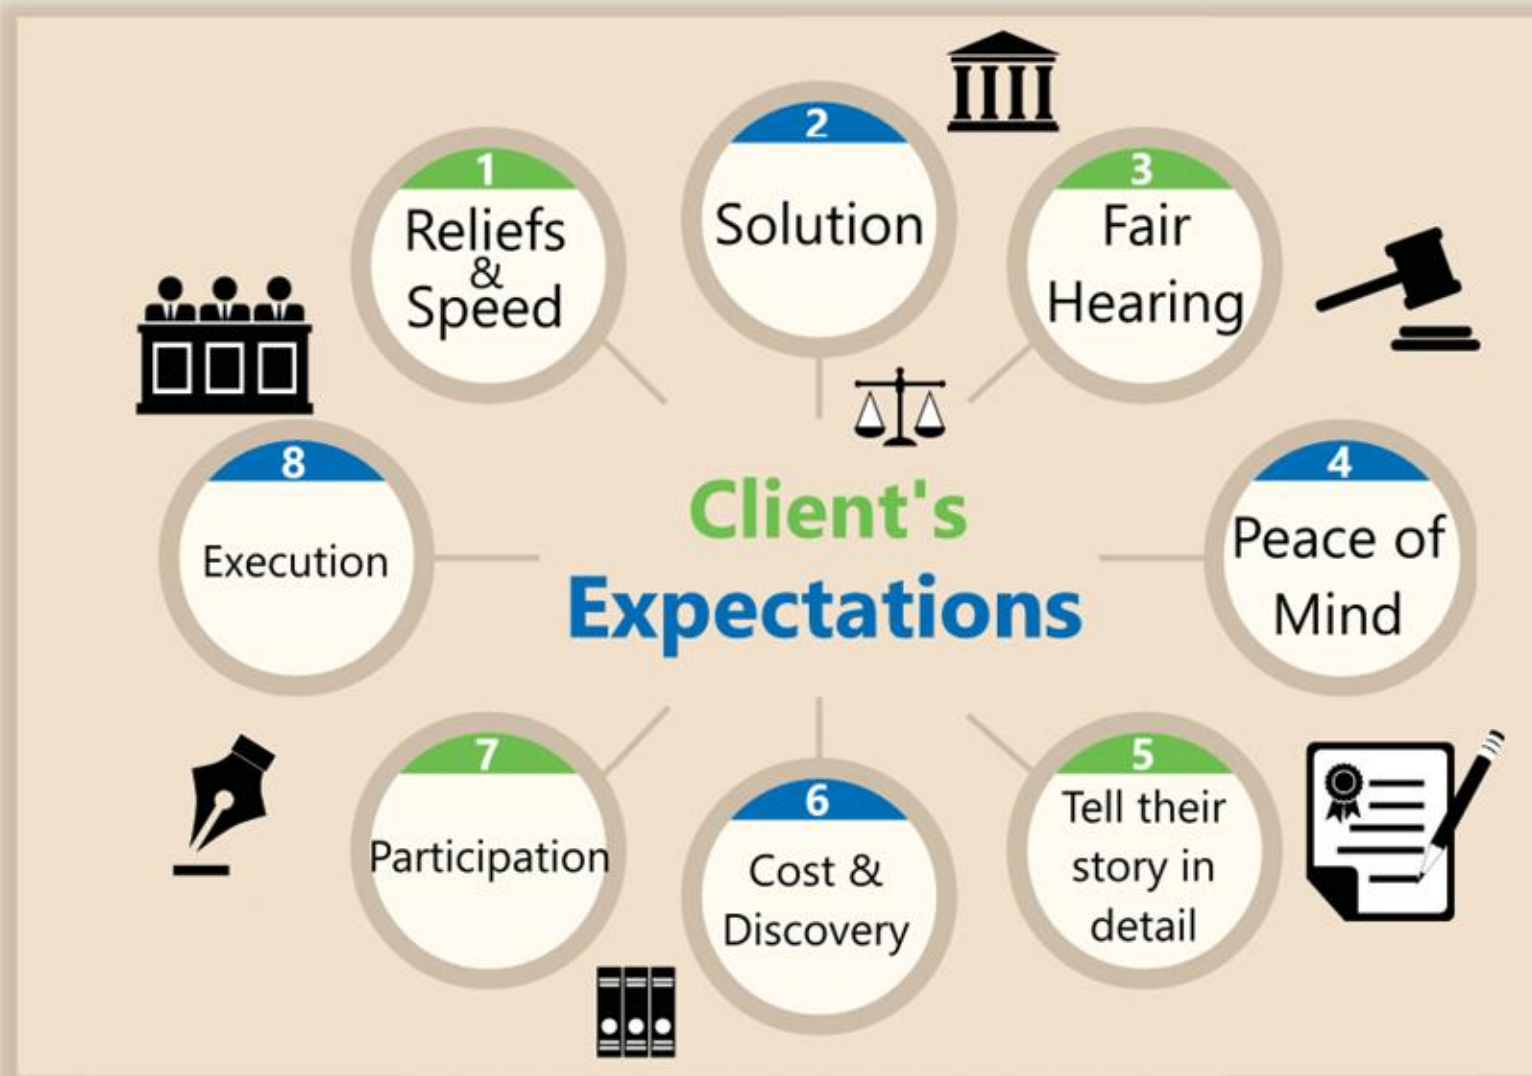 1
Reliefs
&
Speed
2
Solution
3
Fair
Hearing
4
Peace of
Mind
5
Tell their
story in
detail
6
Cost &
Discovery
7
Participation
8
Execution
Client's
Expectations